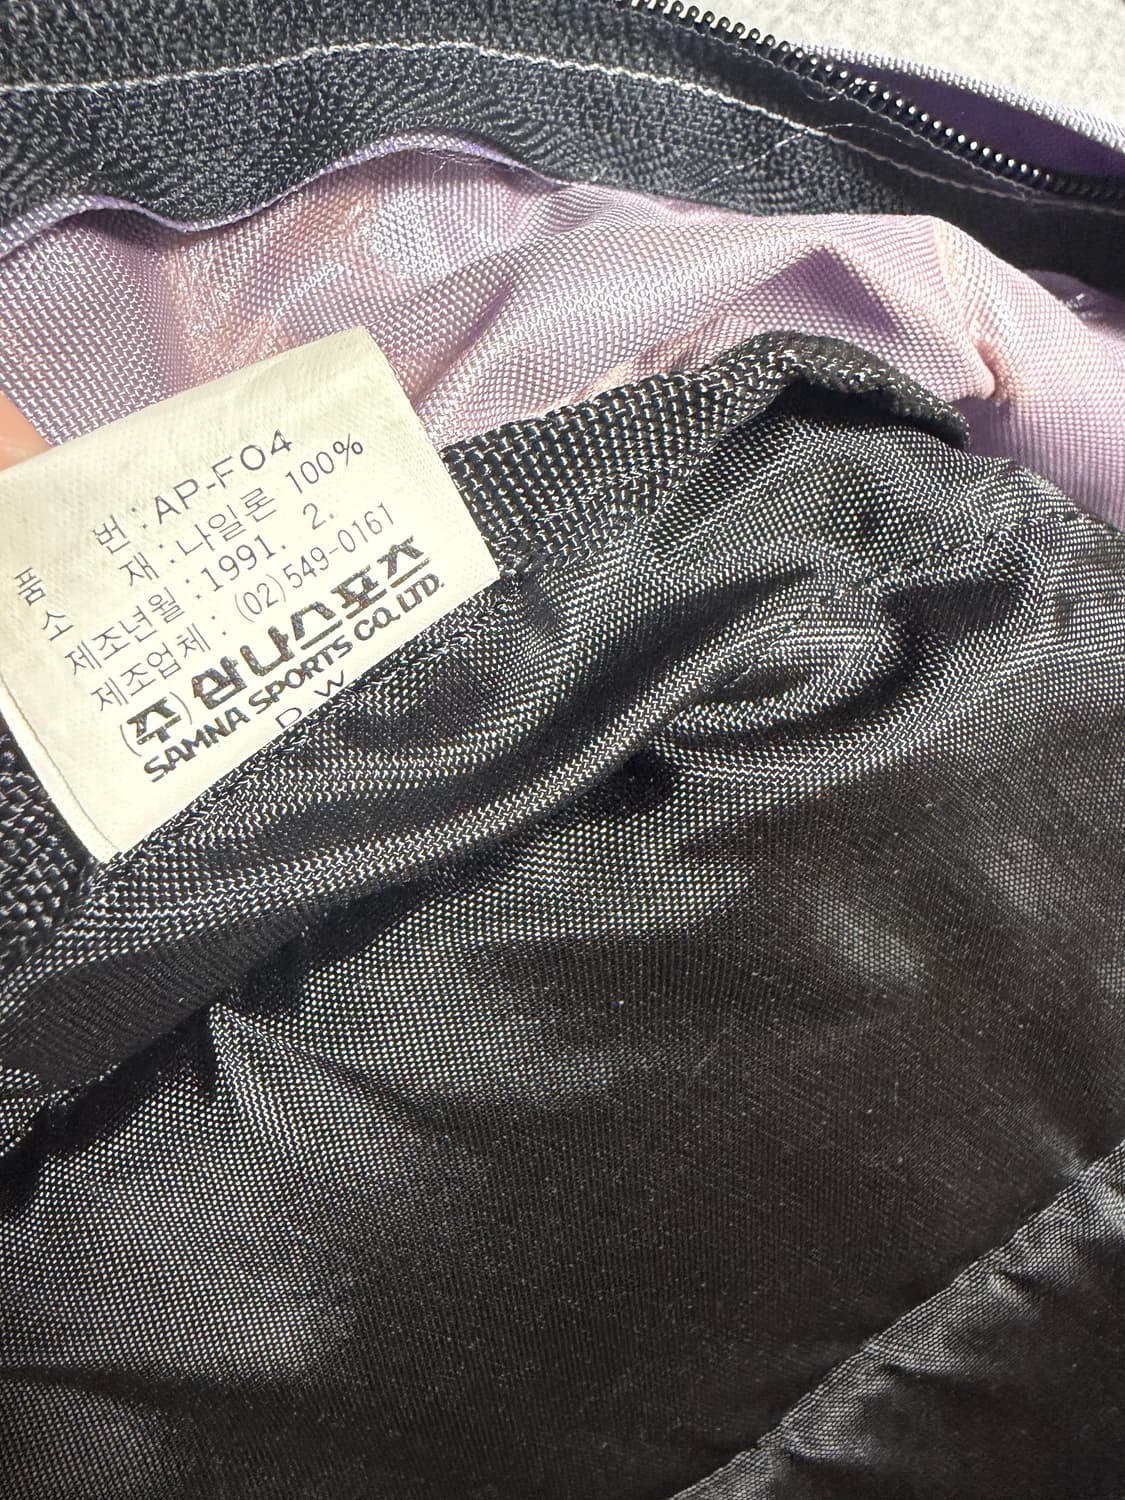 품 번 : AP-F04
소 재 : 나일론 100%
제조년월 : 1991. 2.
제조업체 : (02)549-0161
(주)삼나스포츠
SAMNA SPORTS CO., LTD.